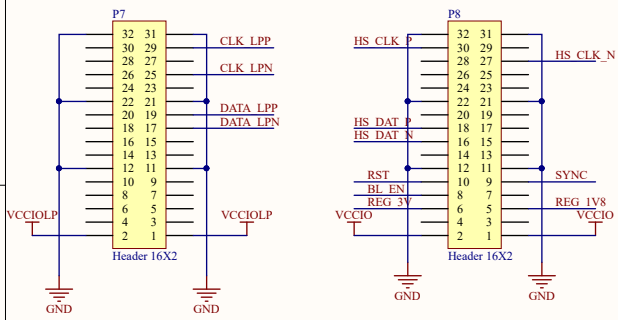 P7
32 31
30 29 CLK_LPP
28 27
26 25 CLK_LPN
24 23
22 21
20 19 DATA_LPP
18 17 DATA_LPN
16 15
14 13
12 11
10 9
8 7
6 5
VCCIOLP 4 3 VCCIOLP
2 1
Header 16X2
GND GND
P8
32 31
HS_CLK_P 30 29
28 27 HS_CLK_N
26 25
24 23
22 21
20 19
HS_DAT_P 18 17
HS_DAT_N 16 15
14 13
12 11
RST 10 9 SYNC
BL_EN 8 7
REG_3V 6 5 REG_1V8
VCCIO 4 3 VCCIO
2 1
Header 16X2
GND GND